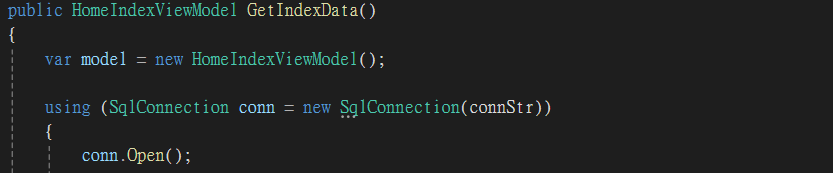 public HomeIndexViewModel GetIndexData()
{
var model = new HomeIndexViewModel();
using (SqlConnection conn = new SqlConnection(connStr))
{
conn.Open();